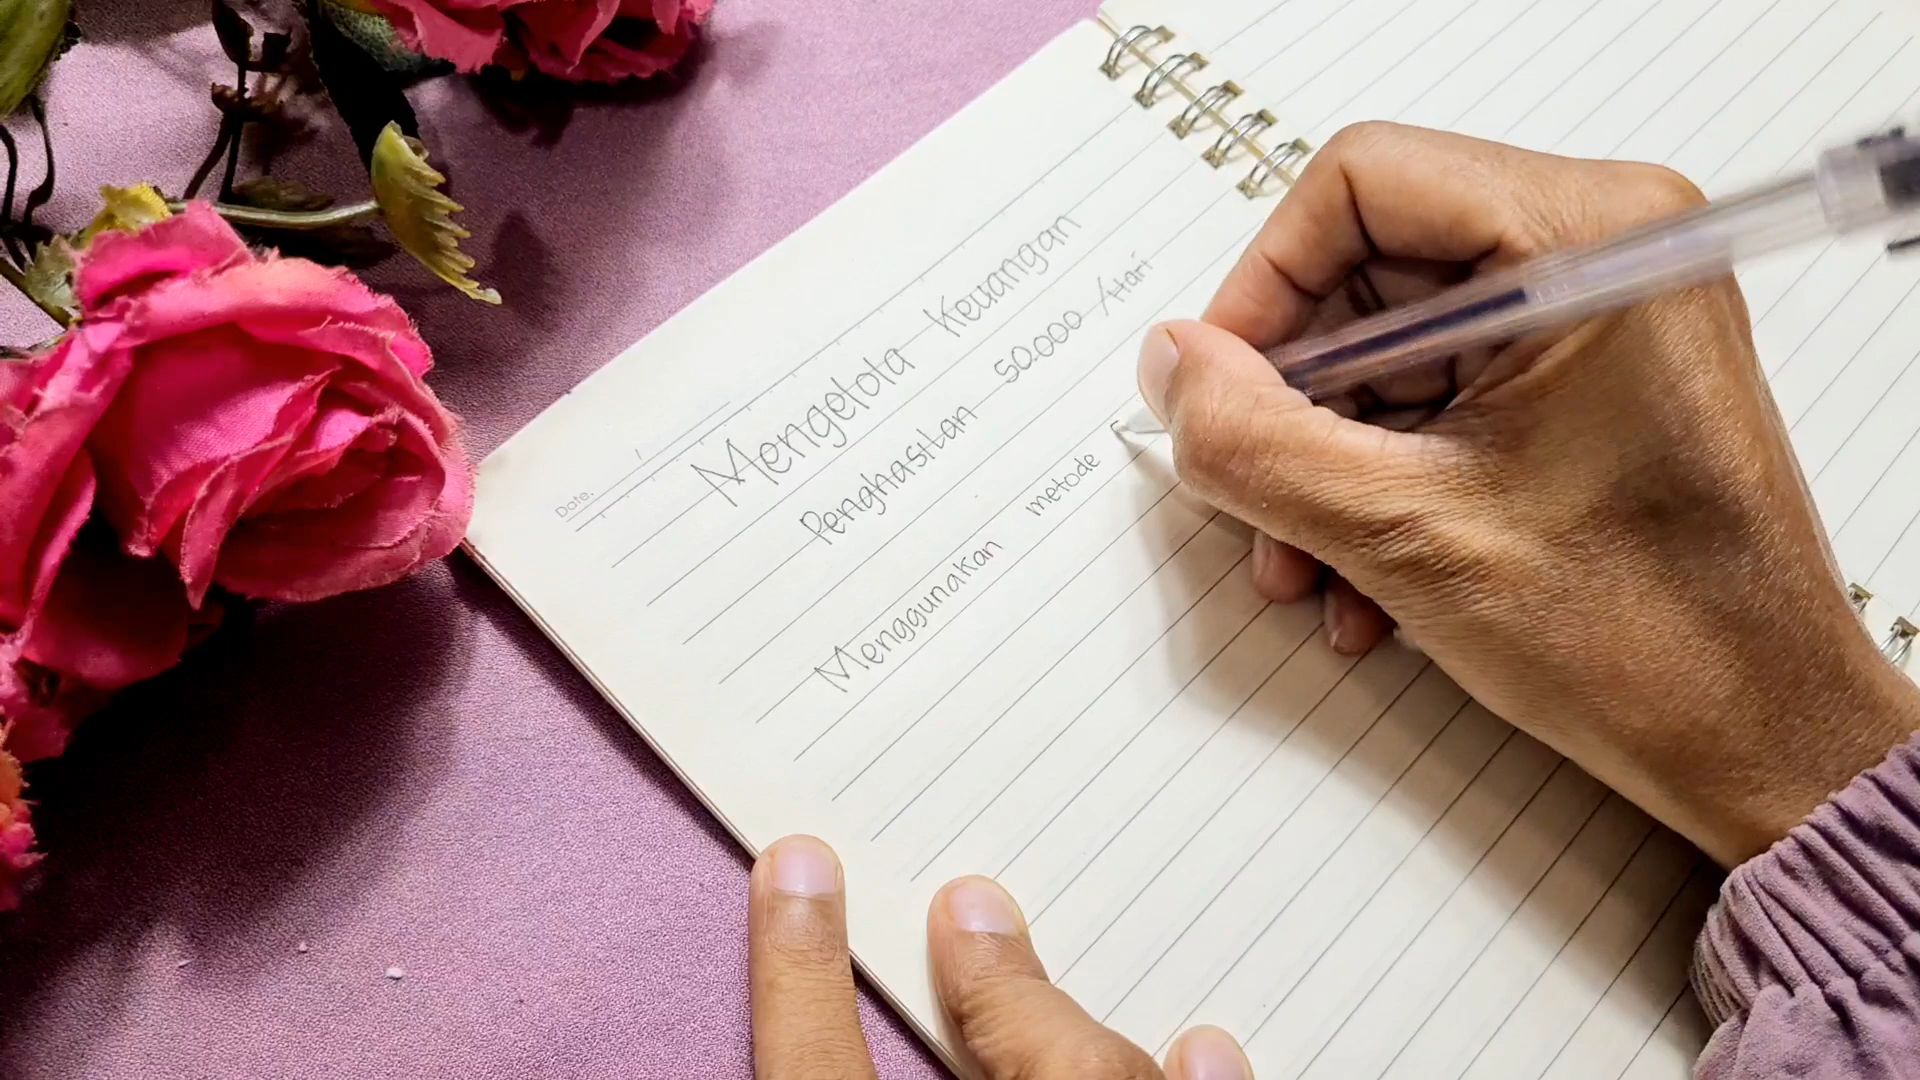 Date:
Mengelola Keuangan
Penghasilan 50.000 /Hari
Menggunakan metode